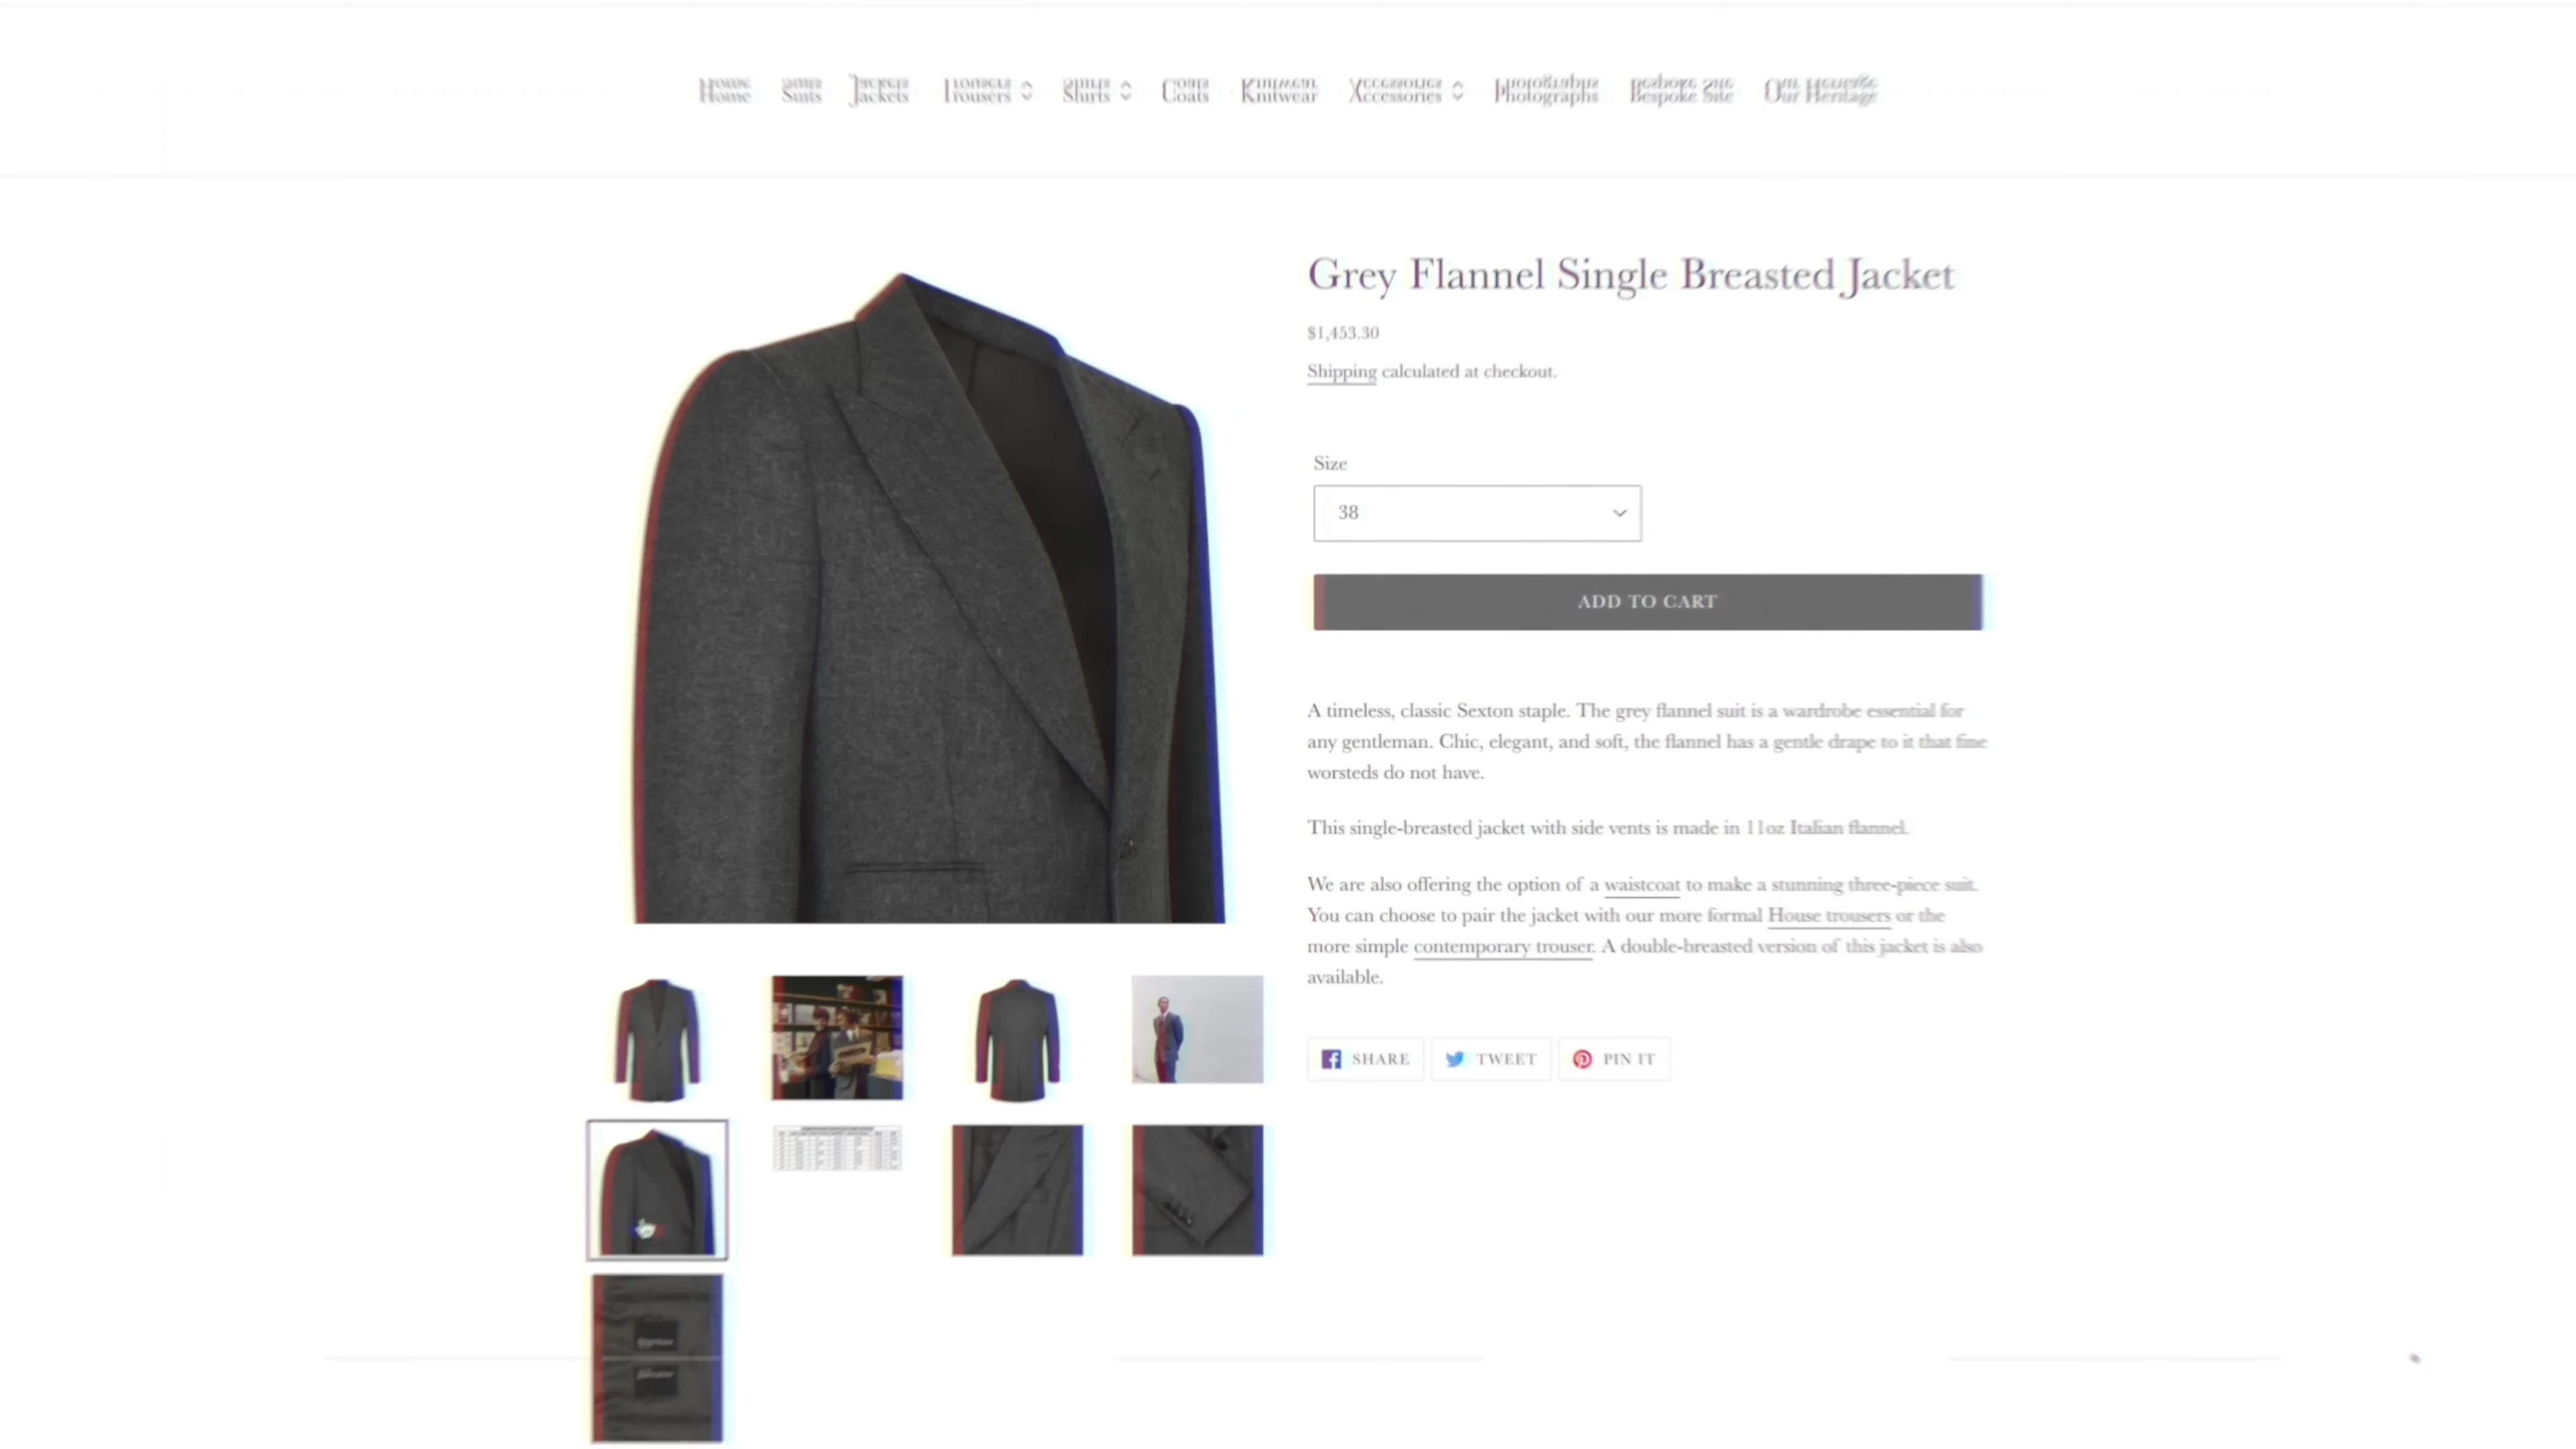 Home Suits Jackets Trousers Shirts Coats Knitwear Accessories Photographs Bespoke Site Our Heritage
Grey Flannel Single Breasted Jacket
$1,453.30
Shipping calculated at checkout.
Size
38
ADD TO CART
A timeless, classic Sexton staple. The grey flannel suit is a wardrobe essential for
any gentleman. Chic, elegant, and soft, the flannel has a gentle drape to it that fine
worsteds do not have.
This single-breasted jacket with side vents is made in 11oz Italian flannel.
We are also offering the option of a waistcoat to make a stunning three-piece suit.
You can choose to pair the jacket with our more formal House trousers or the
more simple contemporary trouser. A double-breasted version of this jacket is also
available.
SHARE TWEET PIN IT